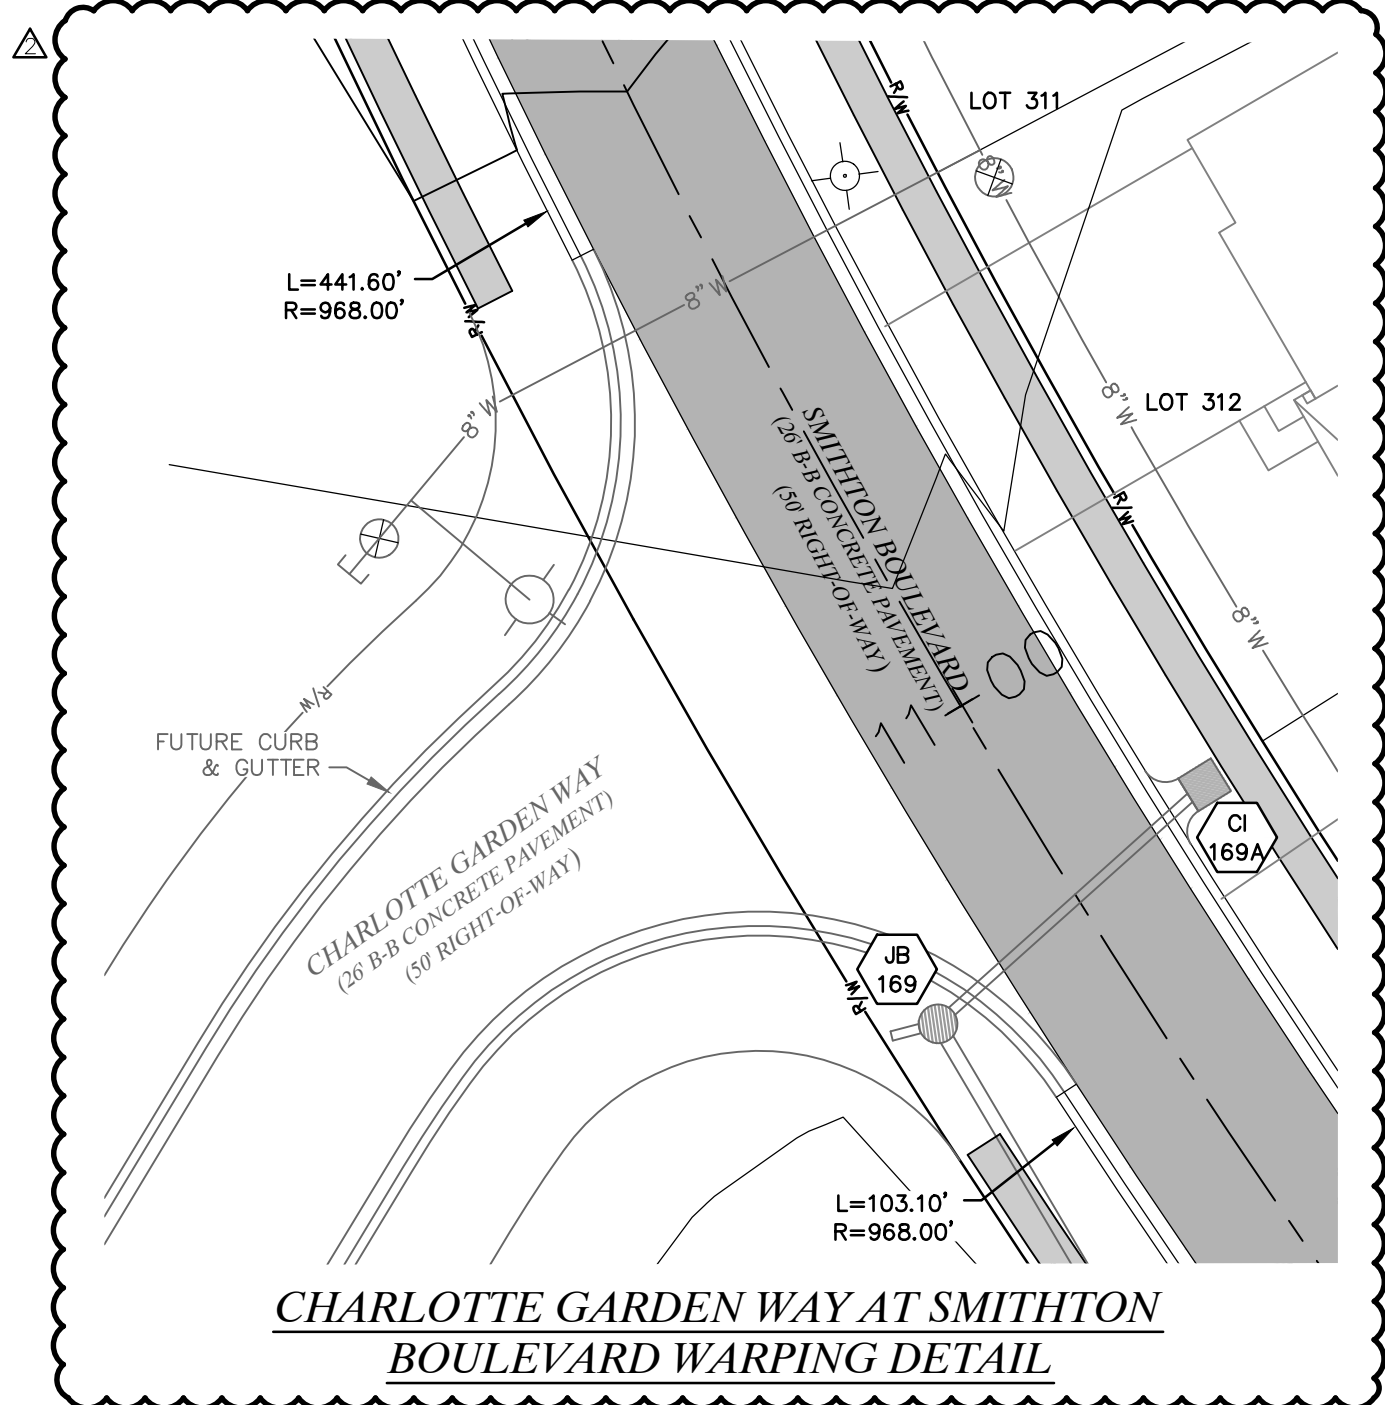 2
R/W
LOT 311
8" W
L=441.60'
R=968.00'
R/W
8" W
8" W
8" W
LOT 312
SMITHTON BOULEVARD
(26' B-B CONCRETE PAVEMENT)
(50' RIGHT-OF-WAY)
R/W
8" W
11
00
R/W
FUTURE CURB
& GUTTER
CHARLOTTE GARDEN WAY
(26' B-B CONCRETE PAVEMENT)
(50' RIGHT-OF-WAY)
CI
169A
JB
169
R/W
L=103.10'
R=968.00'
CHARLOTTE GARDEN WAY AT SMITHTON
BOULEVARD WARPING DETAIL